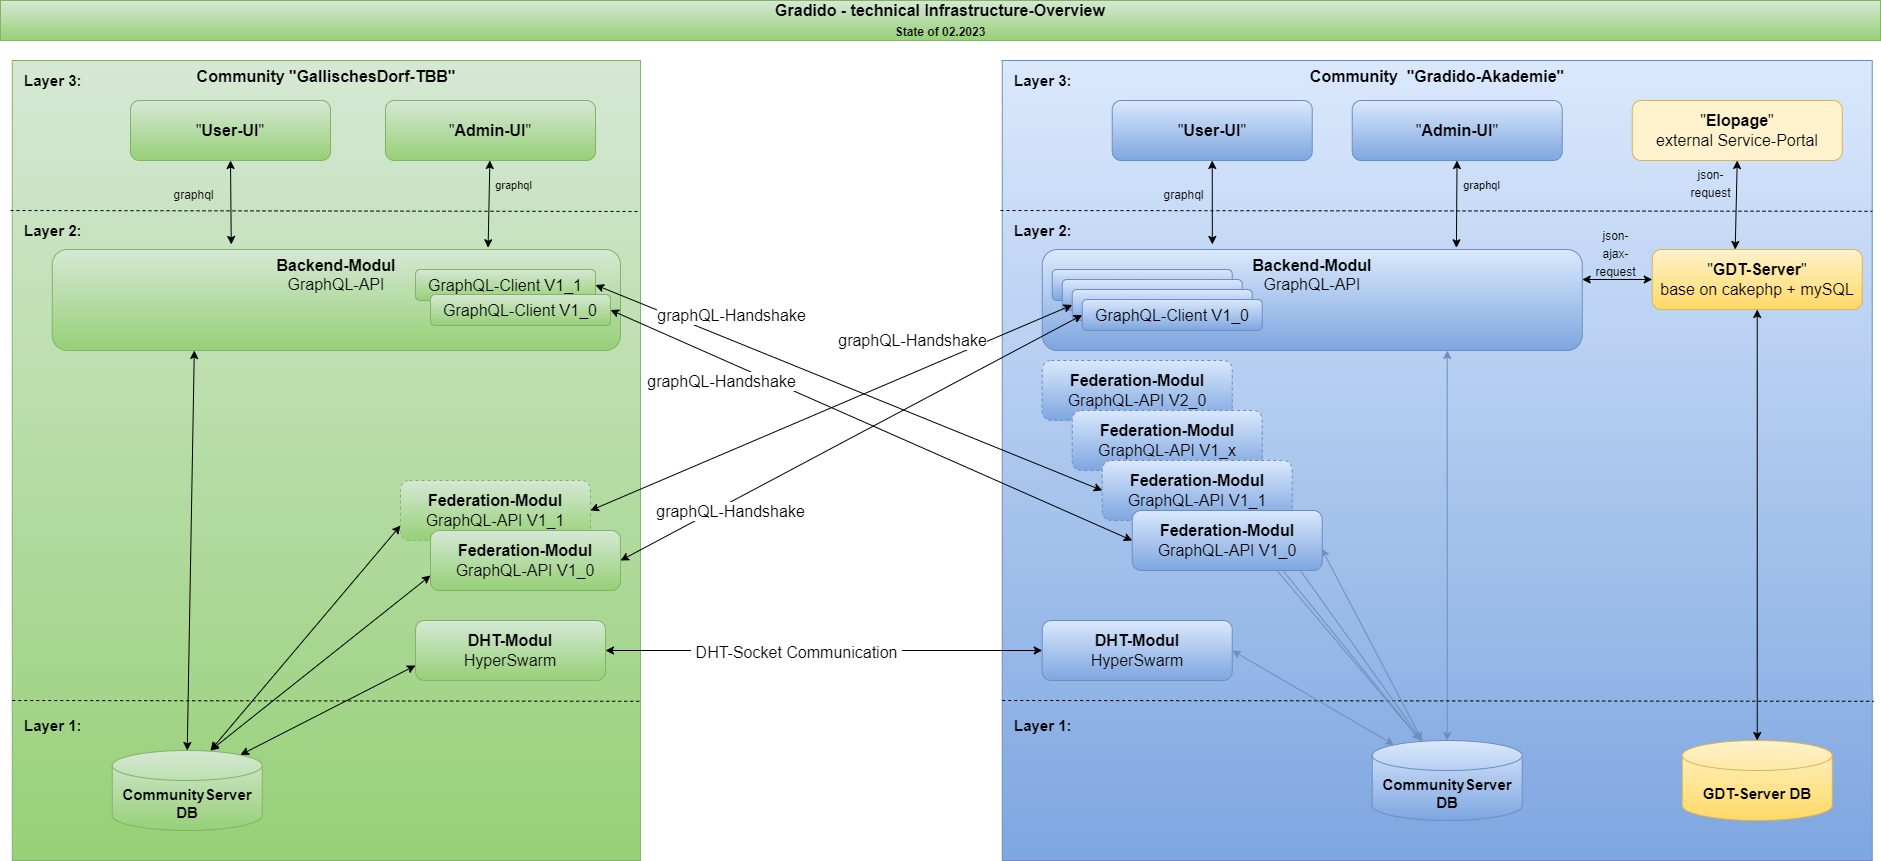 Gradido - technical Infrastructure-Overview
State of 02.2023
Layer 3:
Community "GallischesDorf-TBB"
"User-UI"
"Admin-UI"
graphql
graphql
Layer 2:
Backend-Modul
GraphQL-API
GraphQL-Client V1_1
GraphQL-Client V1_0
Federation-Modul
GraphQL-API V1_1
Federation-Modul
GraphQL-API V1_0
DHT-Modul
HyperSwarm
Layer 1:
CommunityServer
DB
graphQL-Handshake
graphQL-Handshake
graphQL-Handshake
graphQL-Handshake
DHT-Socket Communication
Layer 3:
Community "Gradido-Akademie"
"User-UI"
"Admin-UI"
"Elopage"
external Service-Portal
graphql
graphql
json-
request
Layer 2:
json-
ajax-
request
Backend-Modul
GraphQL-API
GraphQL-Client V1_0
"GDT-Server"
base on cakephp + mySQL
Federation-Modul
GraphQL-API V2_0
Federation-Modul
GraphQL-API V1_x
Federation-Modul
GraphQL-API V1_1
Federation-Modul
GraphQL-API V1_0
DHT-Modul
HyperSwarm
Layer 1:
CommunityServer
DB
GDT-Server DB